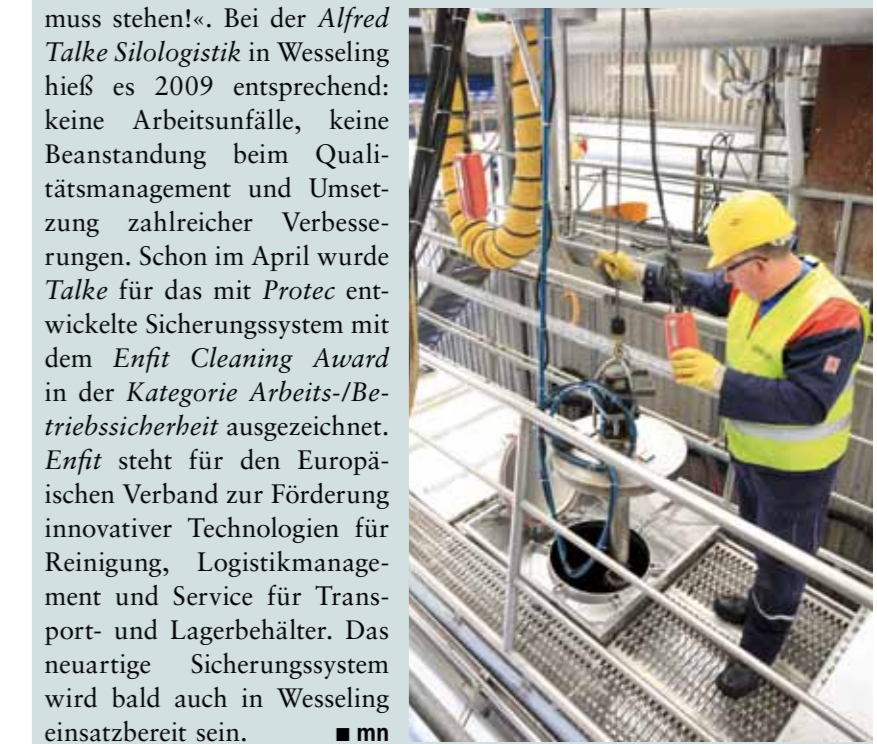 muss stehen!«. Bei der Alfred
Talke Silologistik in Wesseling
hieß es 2009 entsprechend:
keine Arbeitsunfälle, keine
Beanstandung beim Quali-
tätsmanagement und Umset-
zung zahlreicher Verbesse-
rungen. Schon im April wurde
Talke für das mit Protec ent-
wickelte Sicherungssystem mit
dem Enfit Cleaning Award
in der Kategorie Arbeits-/Be-
triebssicherheit ausgezeichnet.
Enfit steht für den Europä-
ischen Verband zur Förderung
innovativer Technologien für
Reinigung, Logistikmanage-
ment und Service für Trans-
port- und Lagerbehälter. Das
neuartige Sicherungssystem
wird bald auch in Wesseling
einsatzbereit sein. ■ mn